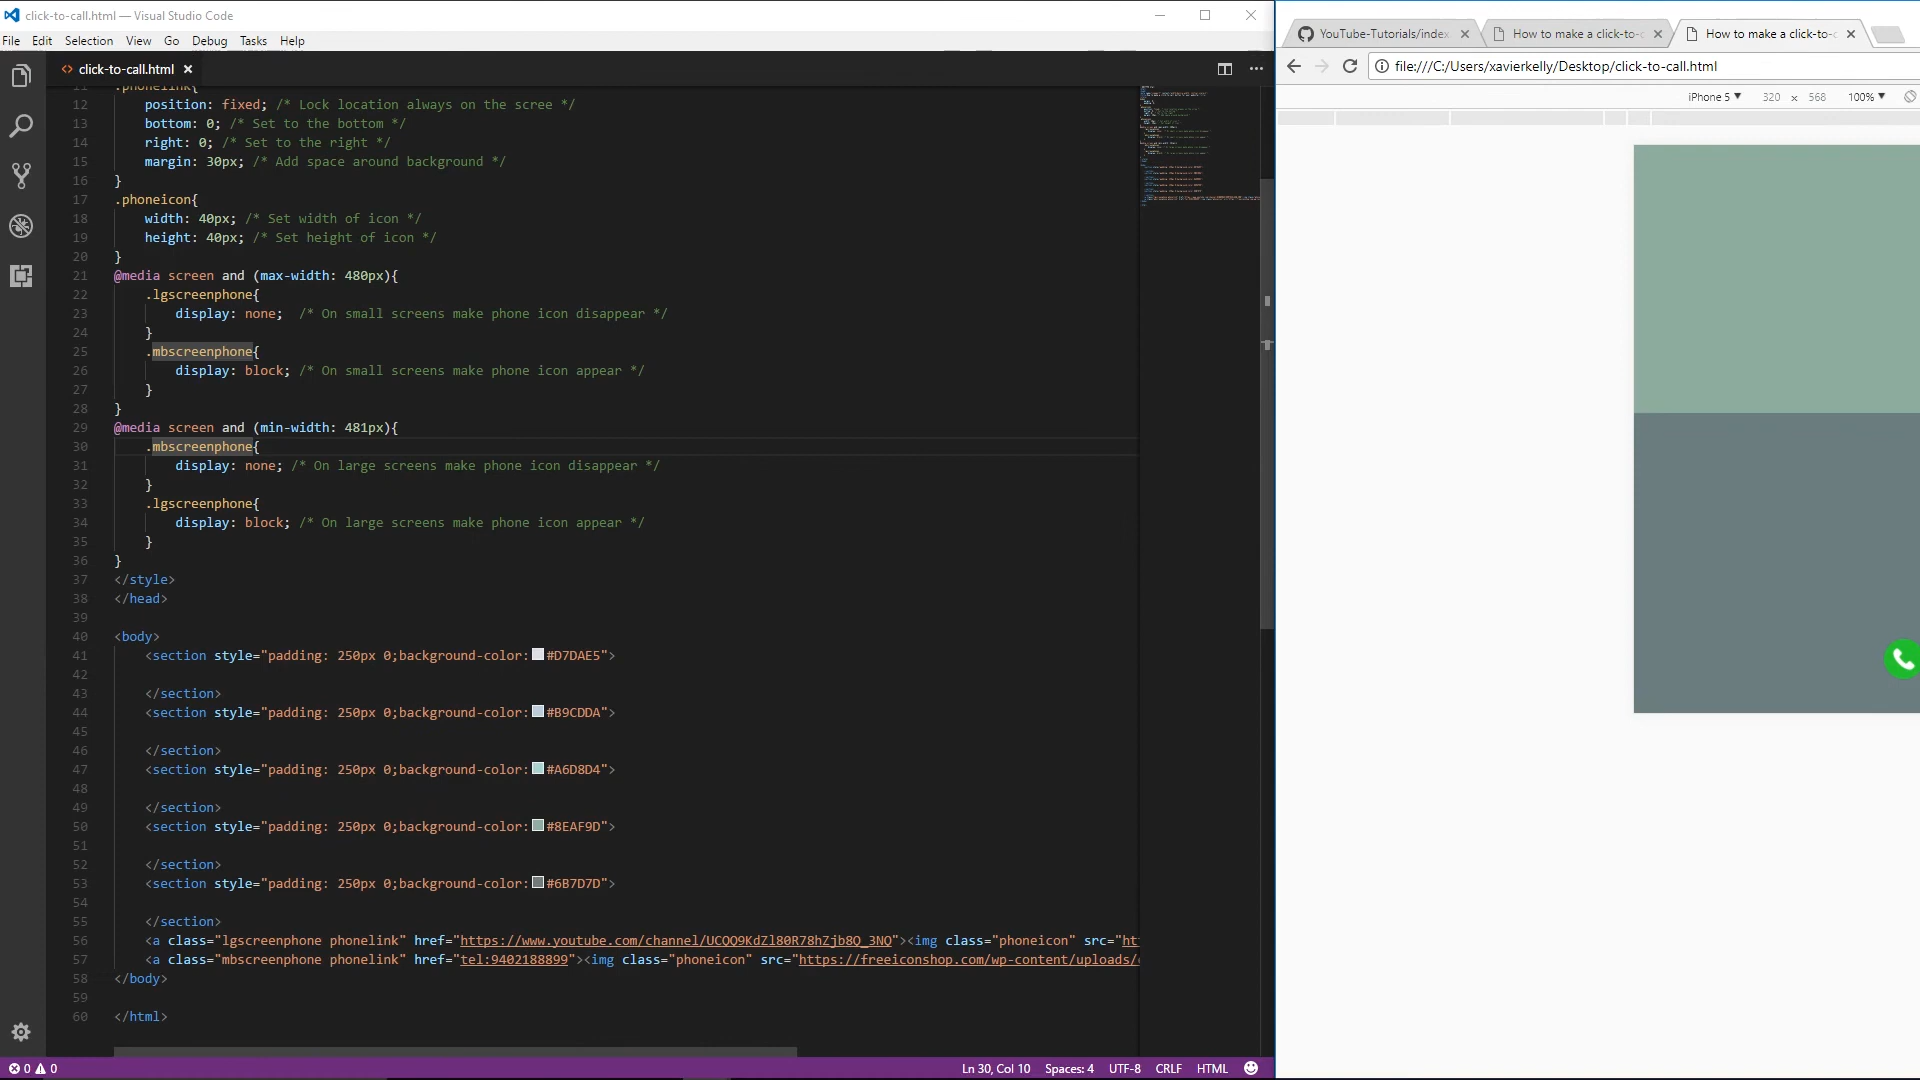 click-to-call.html — Visual Studio Code
File Edit Selection View Go Debug Tasks Help
click-to-call.html
.phonelink{
12 position: fixed; /* Lock location always on the scree */
13 bottom: 0; /* Set to the bottom */
14 right: 0; /* Set to the right */
15 margin: 30px; /* Add space around background */
16 }
17 .phoneicon{
18 width: 40px; /* Set width of icon */
19 height: 40px; /* Set height of icon */
20 }
21 @media screen and (max-width: 480px){
22 .lgscreenphone{
23 display: none;  /* On small screens make phone icon disappear */
24 }
25 .mbscreenphone{
26 display: block; /* On small screens make phone icon appear */
27 }
28 }
29 @media screen and (min-width: 481px){
30 .mbscreenphone{
31 display: none; /* On large screens make phone icon disappear */
32 }
33 .lgscreenphone{
34 display: block; /* On large screens make phone icon appear */
35 }
36 }
37 </style>
38 </head>
39
40 <body>
41 <section style="padding: 250px 0;background-color:#D7DAE5">
42
43 </section>
44 <section style="padding: 250px 0;background-color:#B9CDDA">
45
46 </section>
47 <section style="padding: 250px 0;background-color:#A6D8D4">
48
49 </section>
50 <section style="padding: 250px 0;background-color:#8EAF9D">
51
52 </section>
53 <section style="padding: 250px 0;background-color:#6B7D7D">
54
55 </section>
56 <a class="lgscreenphone phonelink" href="https://www.youtube.com/channel/UCQQ9KdZl80R78hZjb8Q_3NQ"><img class="phoneicon" src="ht
57 <a class="mbscreenphone phonelink" href="tel:9402188899"><img class="phoneicon" src="https://freeiconshop.com/wp-content/uploads/
58 </body>
59
60 </html>
0 0
Ln 30, Col 10 Spaces: 4 UTF-8 CRLF HTML
YouTube-Tutorials/index. How to make a click-to-c How to make a click-to-c
file:///C:/Users/xavierkelly/Desktop/click-to-call.html
iPhone 5 ▼ 320 x 568 100% ▼